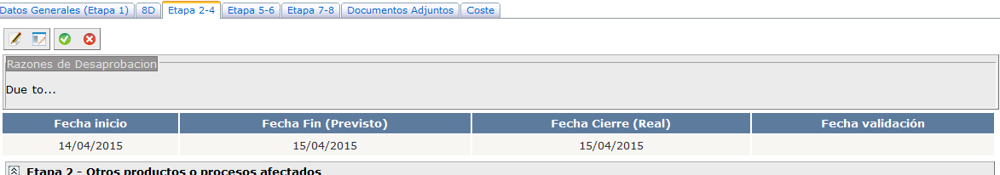 Datos Generales (Etapa 1) 8D Etapa 2-4 Etapa 5-6 Etapa 7-8 Documentos Adjuntos Coste
Razones de Desaprobacion
Due to...
Fecha inicio Fecha Fin (Previsto) Fecha Cierre (Real) Fecha validación
14/04/2015 15/04/2015 15/04/2015
Etapa 2 - Otros productos o procesos afectados